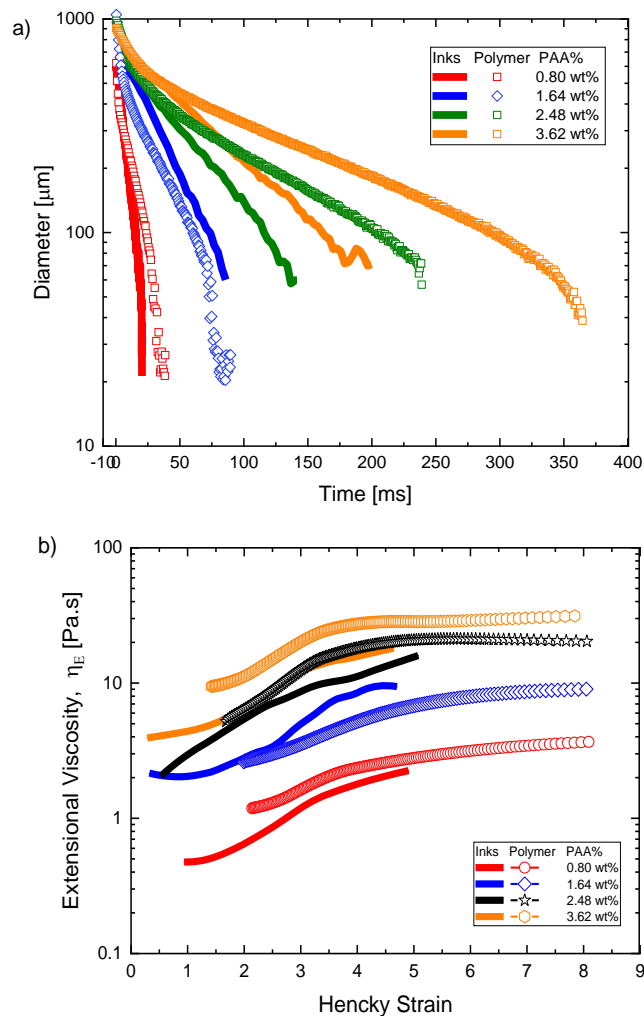 a)
1000
100
10
Diameter [μm]
-10 0 50 100 150 200 250 300 350 400
Time [ms]
Inks Polymer PAA%
0.80 wt%
1.64 wt%
2.48 wt%
3.62 wt%
b)
100
10
1
0.1
Extensional Viscosity, η_E [Pa.s]
0 1 2 3 4 5 6 7 8 9
Hencky Strain
Inks Polymer PAA%
0.80 wt%
1.64 wt%
2.48 wt%
3.62 wt%